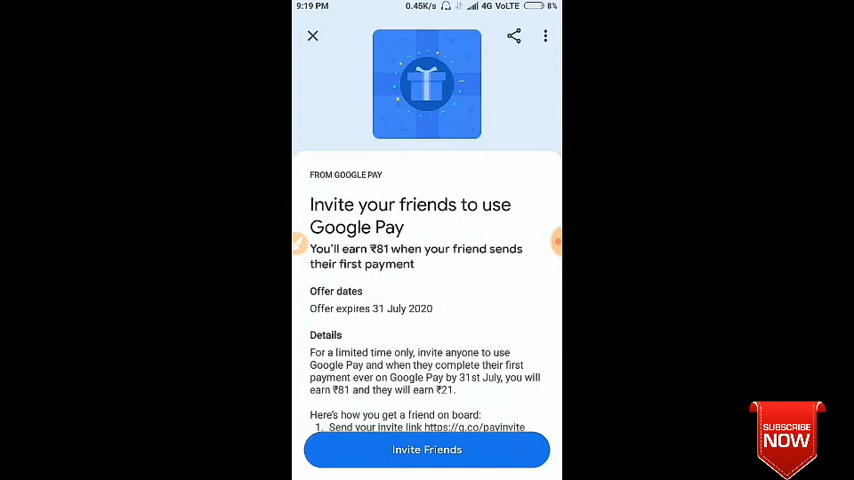 9:19 PM 0.45K/s 4G VoLTE 8%
FROM GOOGLE PAY
Invite your friends to use
Google Pay
You'll earn ₹81 when your friend sends
their first payment
Offer dates
Offer expires 31 July 2020
Details
For a limited time only, invite anyone to use
Google Pay and when they complete their first
payment ever on Google Pay by 31st July, you will
earn ₹81 and they will earn ₹21.
Here's how you get a friend on board:
1. Send your invite link https://g.co/payinvite
Invite Friends
SUBSCRIBE
NOW